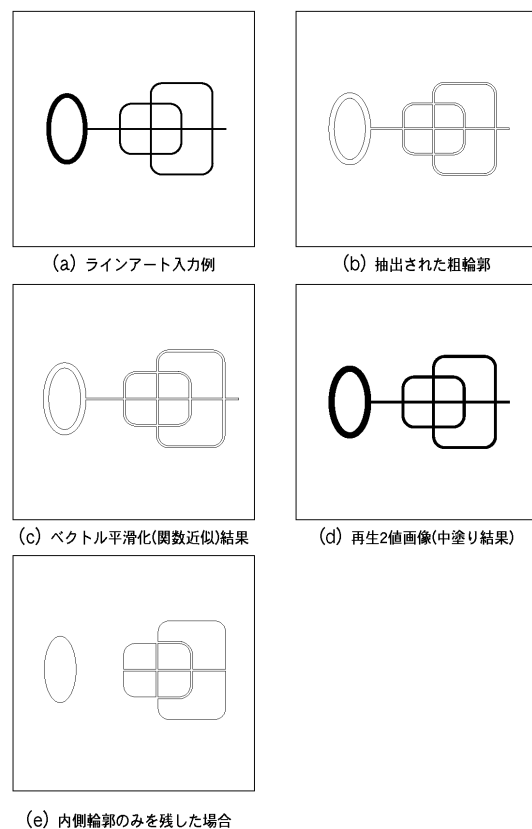 (a) ラインアート入力例
(b) 抽出された粗輪郭
(c) ベクトル平滑化(関数近似)結果
(d) 再生2値画像(中塗り結果)
(e) 内側輪郭のみを残した場合